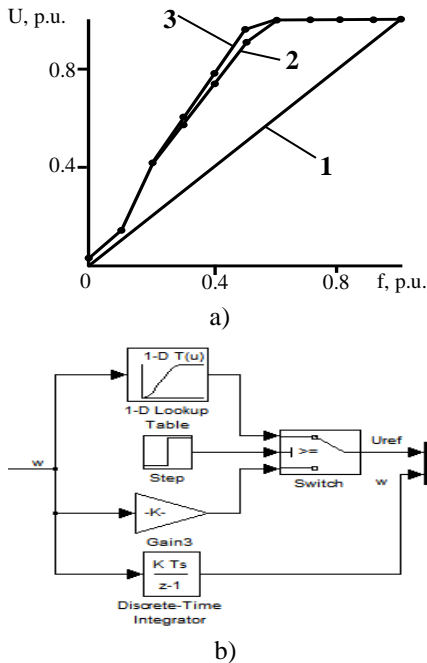 U, p.u.
3
0.8
2
0.4
1
0
0.4
0.8
f, p.u.
a)
1-D T(u)
1-D Lookup
Table
w
>=
Uref
Step
Switch
w
-K-
Gain3
K Ts
z-1
Discrete-Time
Integrator
b)